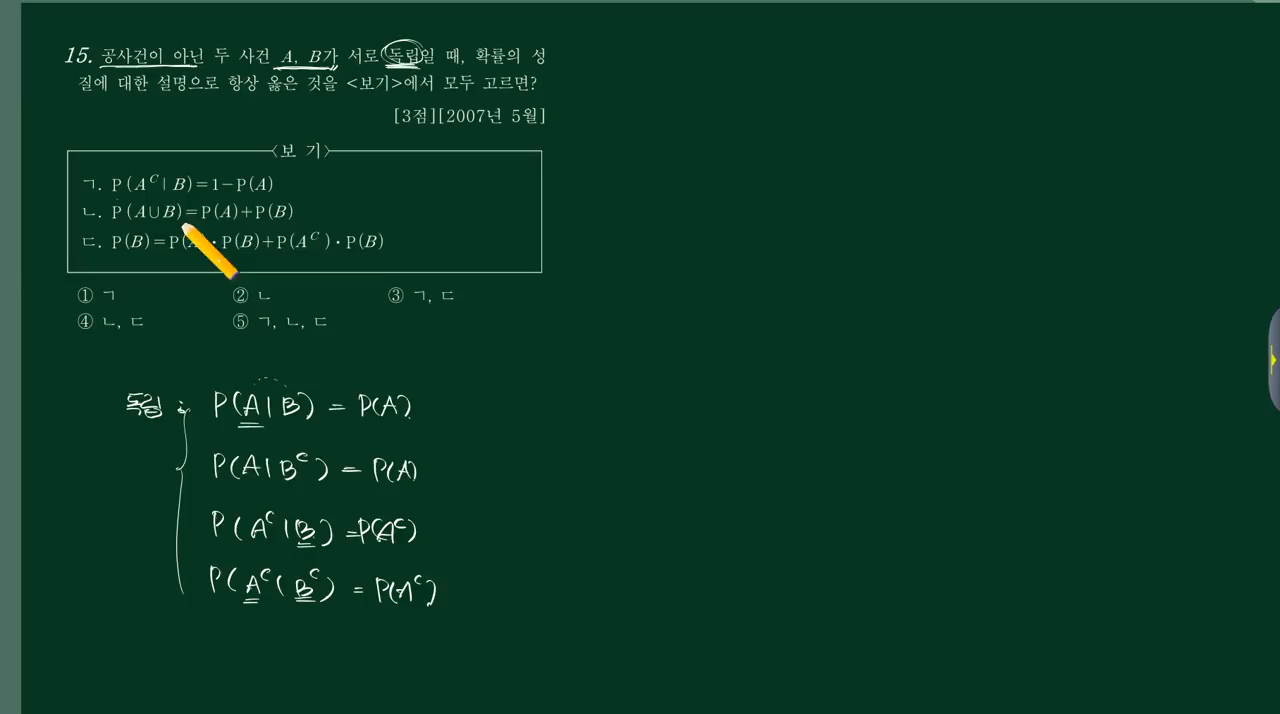 15. 공사건이 아닌 두 사건 A, B가 서로 독립일 때, 확률의 성
질에 대한 설명으로 항상 옳은 것을 <보기>에서 모두 고르면?
[3점][2007년 5월]
<보 기>
ㄱ. P(A^C|B)=1-P(A)
ㄴ. P(A∪B)=P(A)+P(B)
ㄷ. P(B)=P(A)·P(B)+P(A^C)·P(B)
① ㄱ ② ㄴ ③ ㄱ, ㄷ
④ ㄴ, ㄷ ⑤ ㄱ, ㄴ, ㄷ
독립 : P(A|B) = P(A)
P(A|B^C) = P(A)
P(A^C|B) = P(A^C)
P(A^C|B^C) = P(A^C)